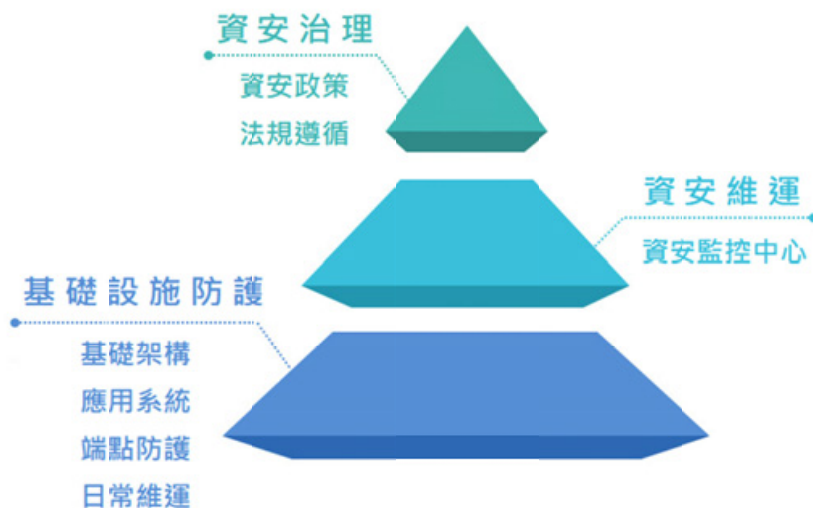 資安治理
資安政策
法規遵循
資安維運
資安監控中心
基礎設施防護
基礎架構
應用系統
端點防護
日常維運